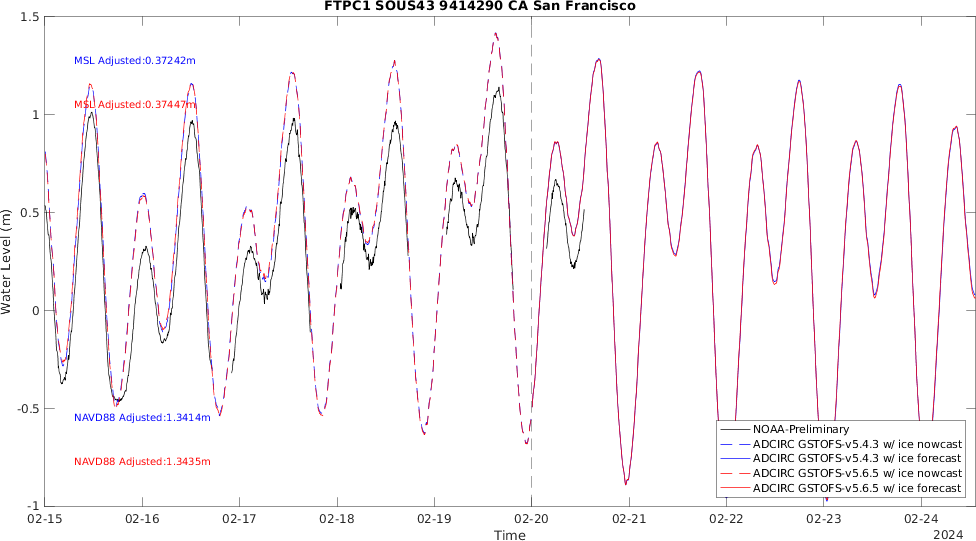 FTPC1 SOUS43 9414290 CA San Francisco
1.5
1
0.5
0
-0.5
-1
Water Level (m)
MSL Adjusted:0.37242m
MSL Adjusted:0.37447m
NAVD88 Adjusted:1.3414m
NAVD88 Adjusted:1.3435m
NOAA-Preliminary
ADCIRC GSTOFS-v5.4.3 w/ ice nowcast
ADCIRC GSTOFS-v5.4.3 w/ ice forecast
ADCIRC GSTOFS-v5.6.5 w/ ice nowcast
ADCIRC GSTOFS-v5.6.5 w/ ice forecast
02-15 02-16 02-17 02-18 02-19 02-20 02-21 02-22 02-23 02-24
Time
2024